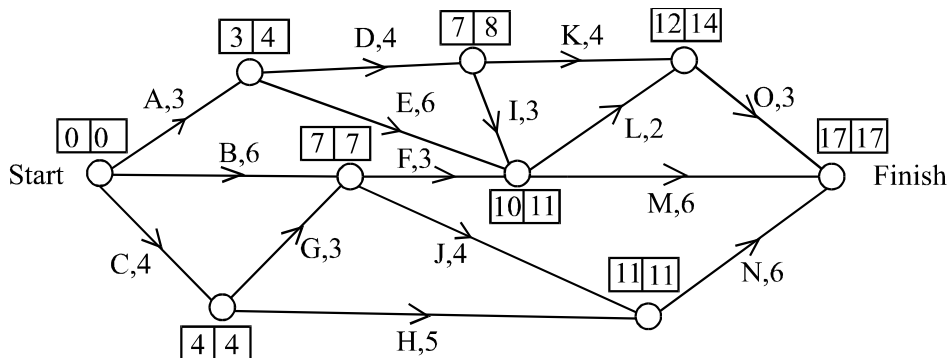 3 4
7 8
12 14
D,4
K,4
A,3
E,6
I,3
O,3
L,2
0 0
7 7
17 17
B,6
F,3
Start
Finish
10 11
M,6
C,4
G,3
J,4
N,6
11 11
4 4
H,5